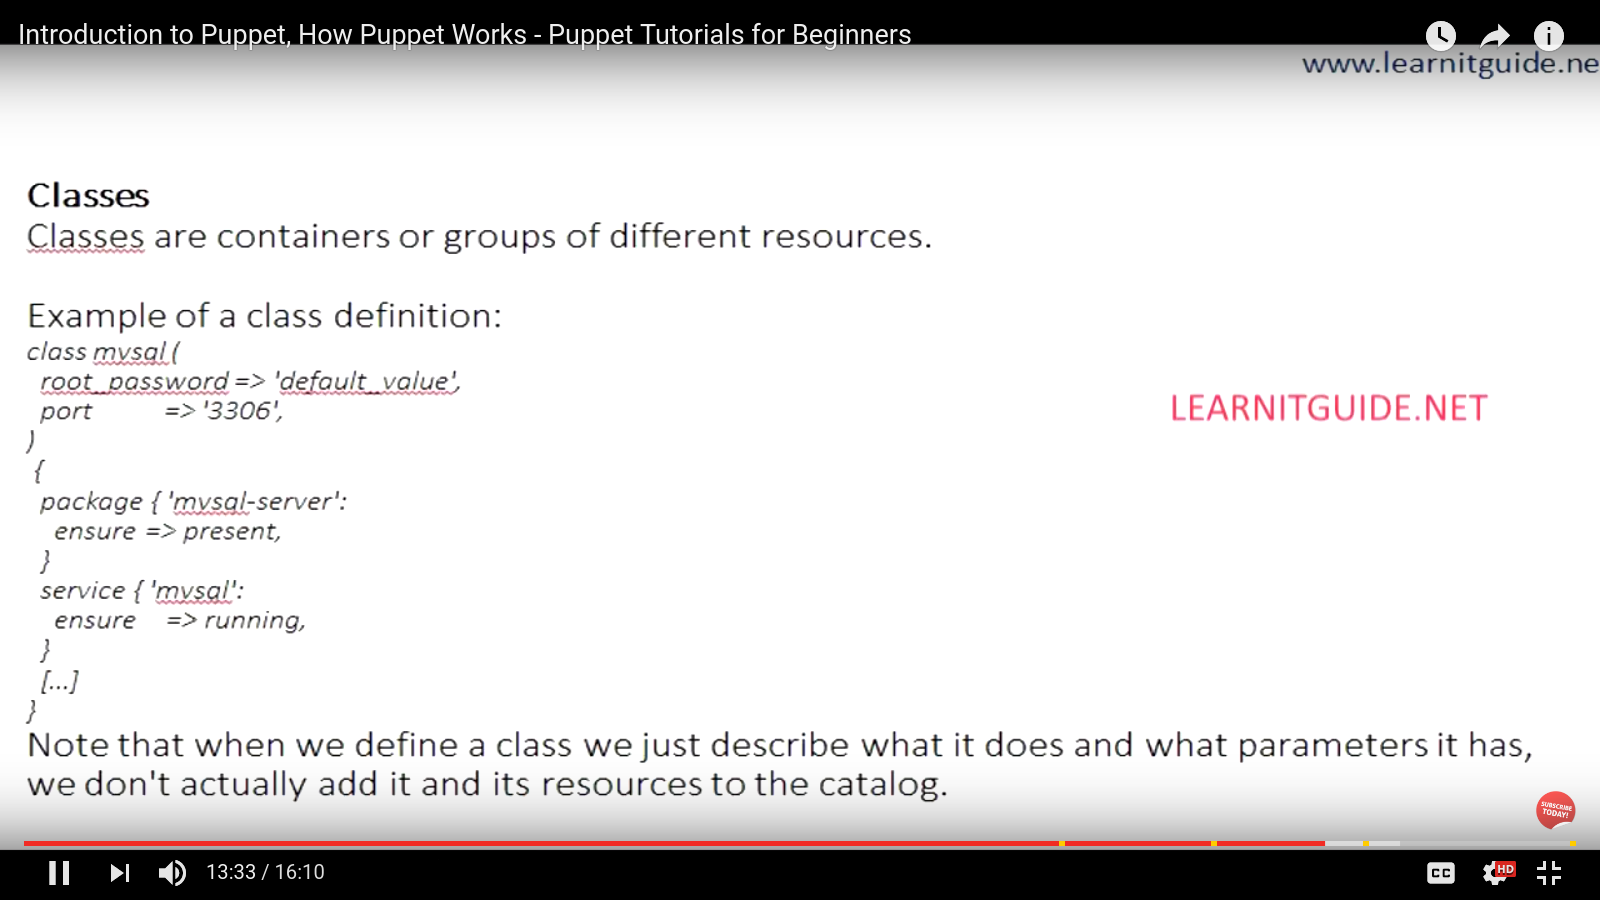 Introduction to Puppet, How Puppet Works - Puppet Tutorials for Beginners
www.learnitguide.ne
Classes
Classes are containers or groups of different resources.
Example of a class definition:
class mysql (
root_password => 'default_value',
port => '3306',
)
{
package { 'mysql-server':
ensure => present,
}
service { 'mysql':
ensure => running,
}
[...]
}
LEARNITGUIDE.NET
Note that when we define a class we just describe what it does and what parameters it has,
we don't actually add it and its resources to the catalog.
SUBSCRIBE
TODAY!
13:33 / 16:10
CC
HD